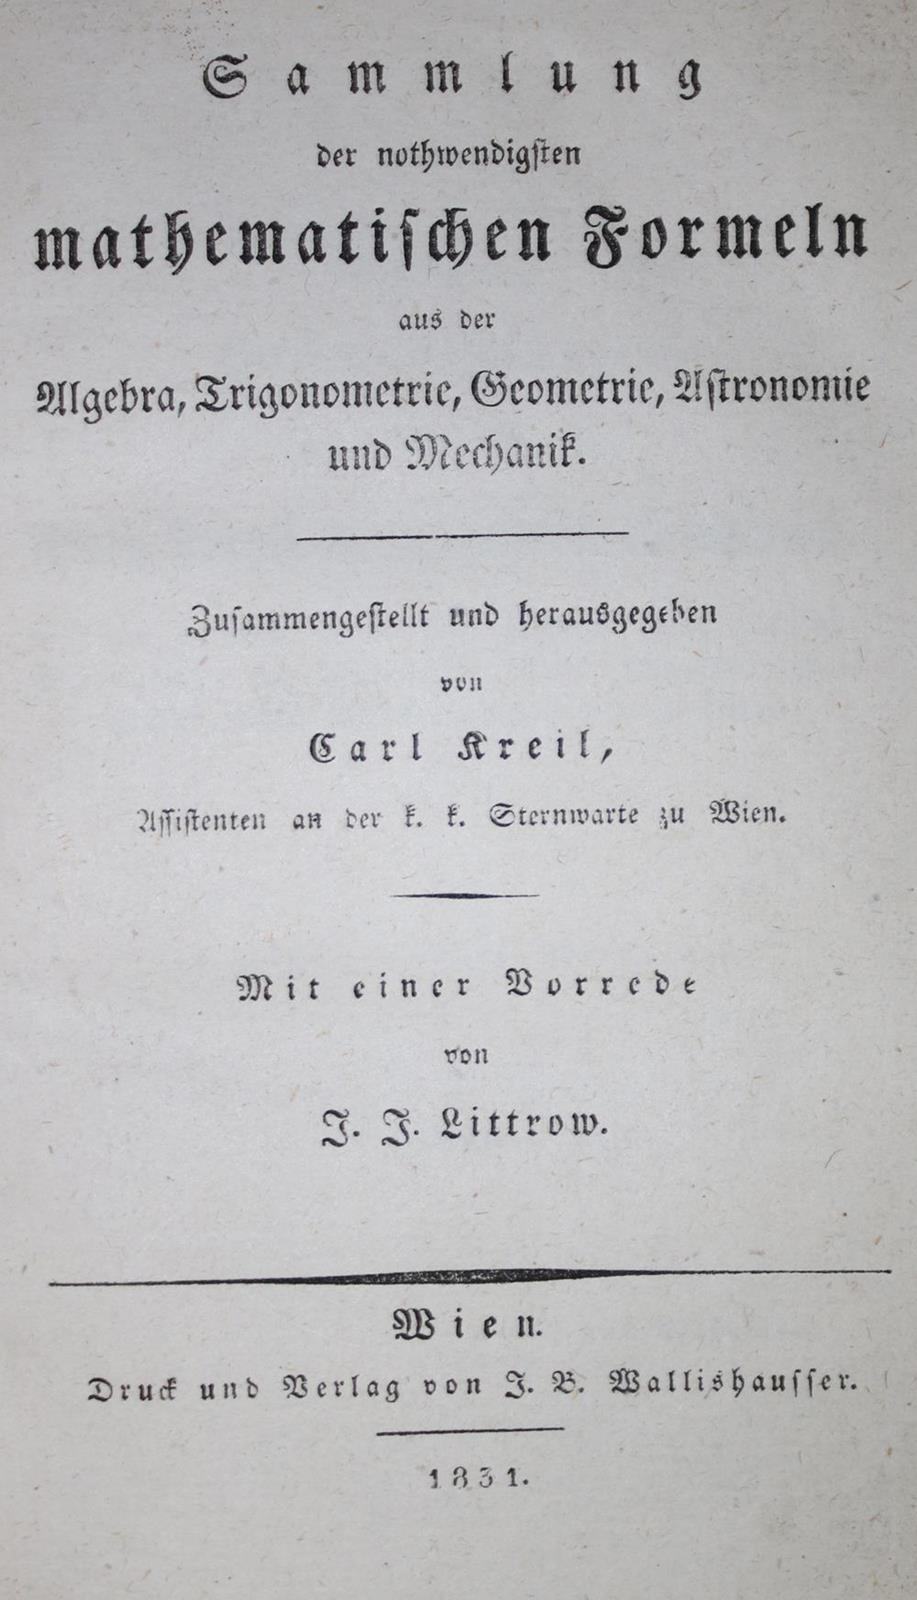 Sammlung
der nothwendigsten
mathematischen Formeln
aus der
Algebra, Trigonometrie, Geometrie, Astronomie
und Mechanik.
Zusammengestellt und herausgegeben
von
Carl Kreil,
Assistenten an der k. k. Sternwarte zu Wien.
Mit einer Vorrede
von
J. J. Littrow.
Wien.
Druck und Verlag von J. B. Wallishausser.
1831.